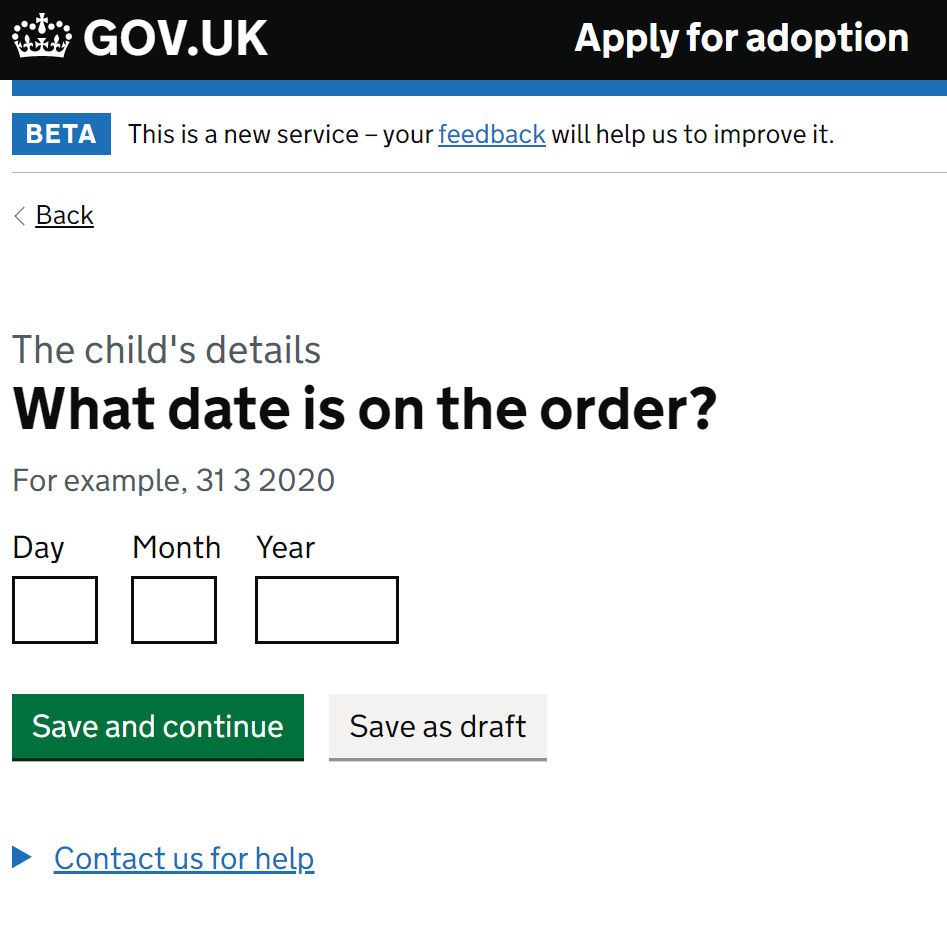 GOV.UK Apply for adoption
BETA This is a new service – your feedback will help us to improve it.
Back
The child's details
What date is on the order?
For example, 31 3 2020
Day Month Year
Save and continue Save as draft
Contact us for help